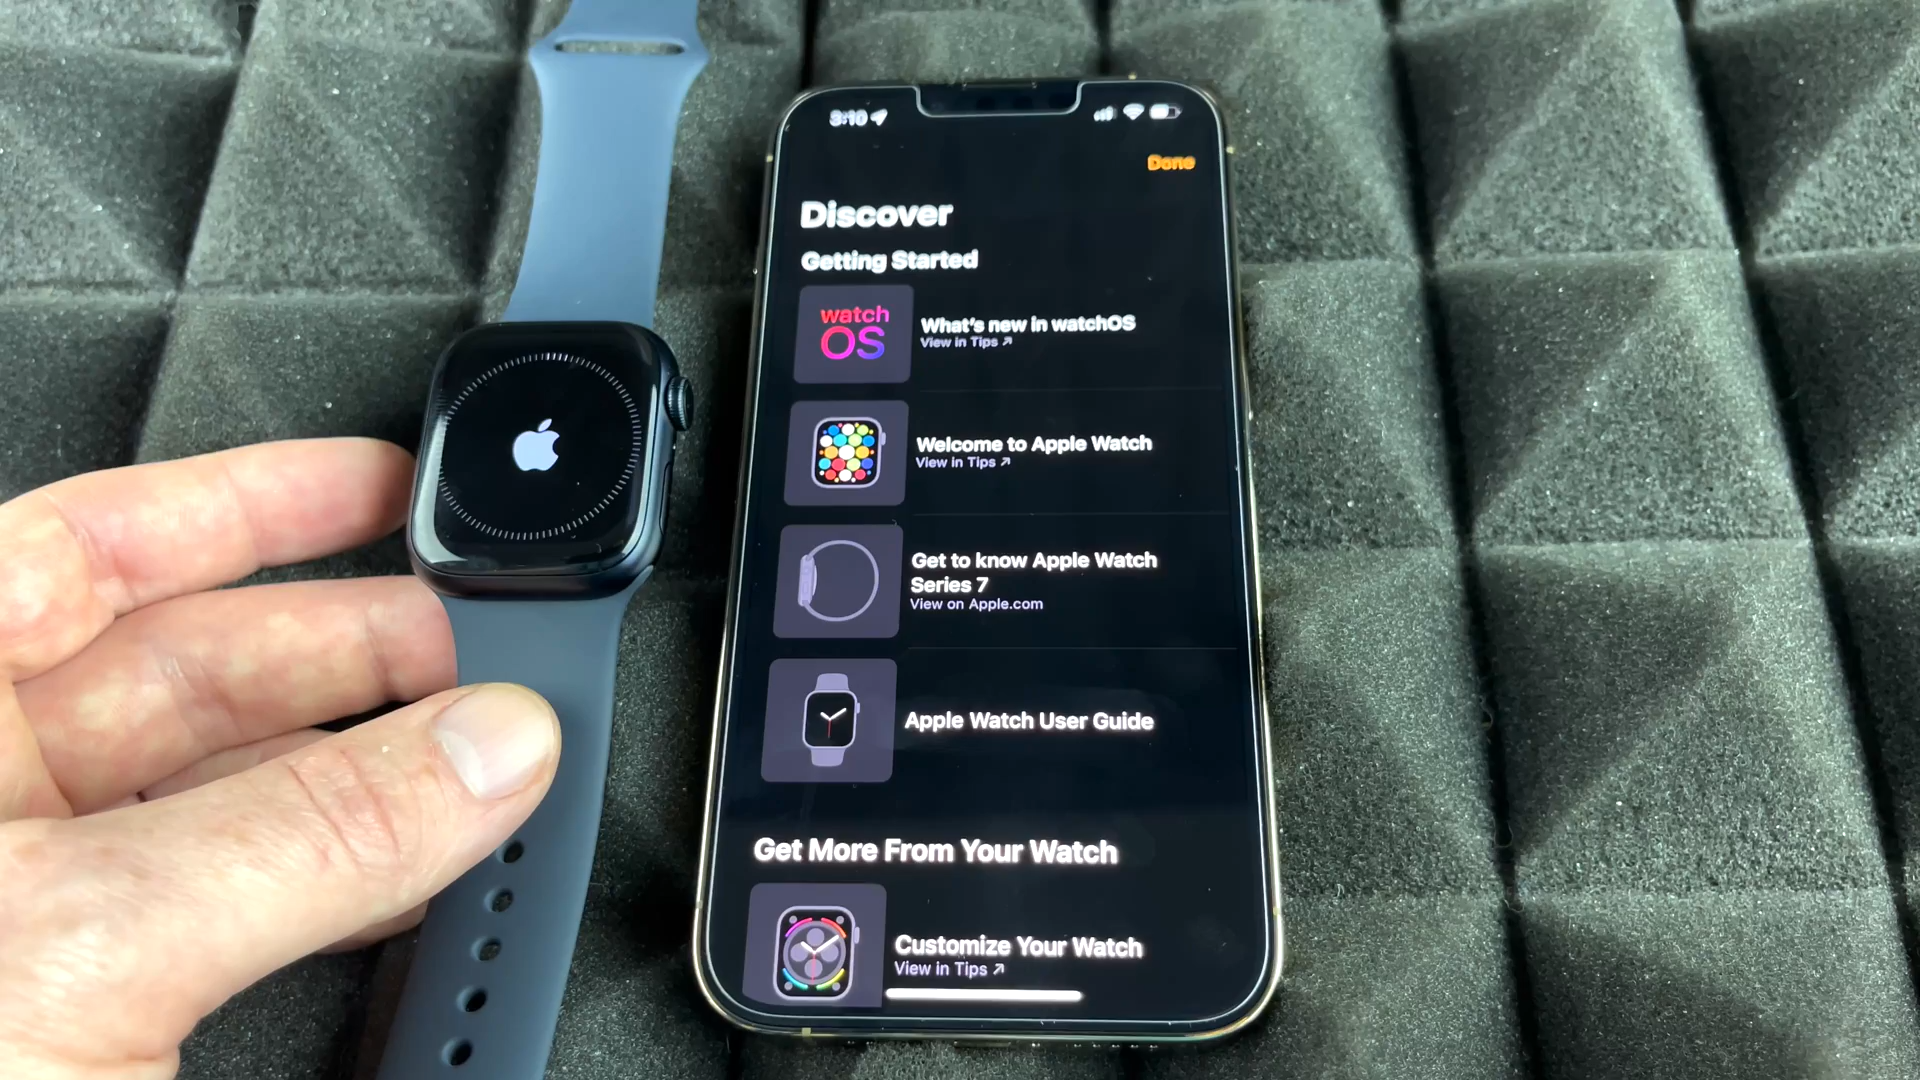 3:10
Done
Discover
Getting Started
watch
OS
What's new in watchOS
View in Tips ↗
Welcome to Apple Watch
View in Tips ↗
Get to know Apple Watch
Series 7
View on Apple.com
Apple Watch User Guide
Get More From Your Watch
Customize Your Watch
View in Tips ↗